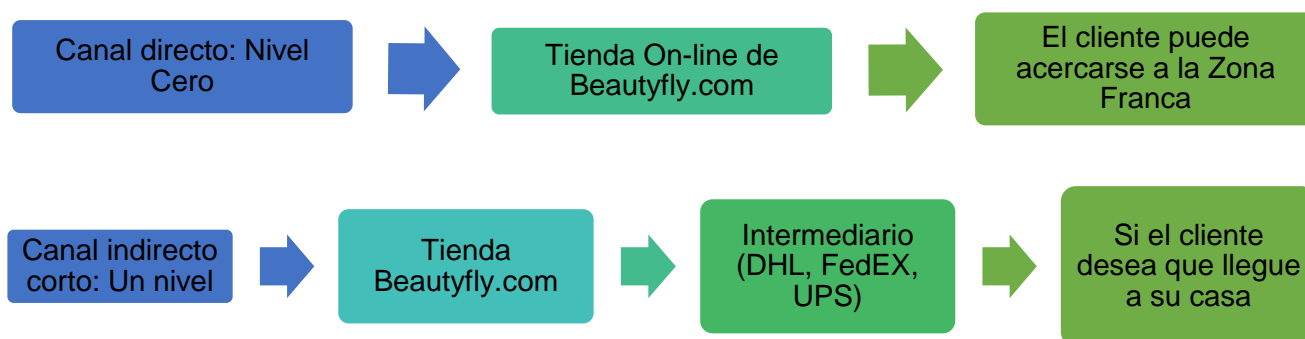 Canal directo: Nivel
Cero
Tienda On-line de
Beautyfly.com
El cliente puede
acercarse a la Zona
Franca
Canal indirecto
corto: Un nivel
Tienda
Beautyfly.com
Intermediario
(DHL, FedEX,
UPS)
Si el cliente
desea que llegue
a su casa